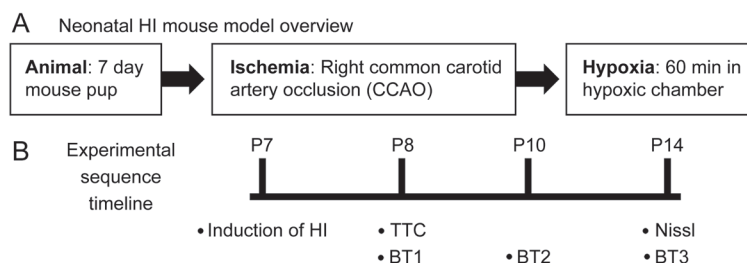 A Neonatal HI mouse model overview
Animal: 7 day
mouse pup
Ischemia: Right common carotid
artery occlusion (CCAO)
Hypoxia: 60 min in
hypoxic chamber
B Experimental
sequence
timeline
P7 P8 P10 P14
• Induction of HI • TTC • Nissl
• BT1 • BT2 • BT3